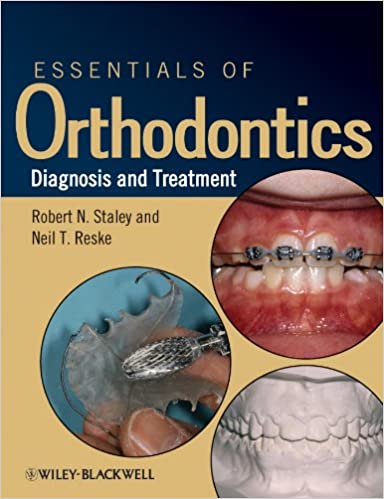 ESSENTIALS OF
Orthodontics
Diagnosis and Treatment
Robert N. Staley and
Neil T. Reske
WILEY-BLACKWELL